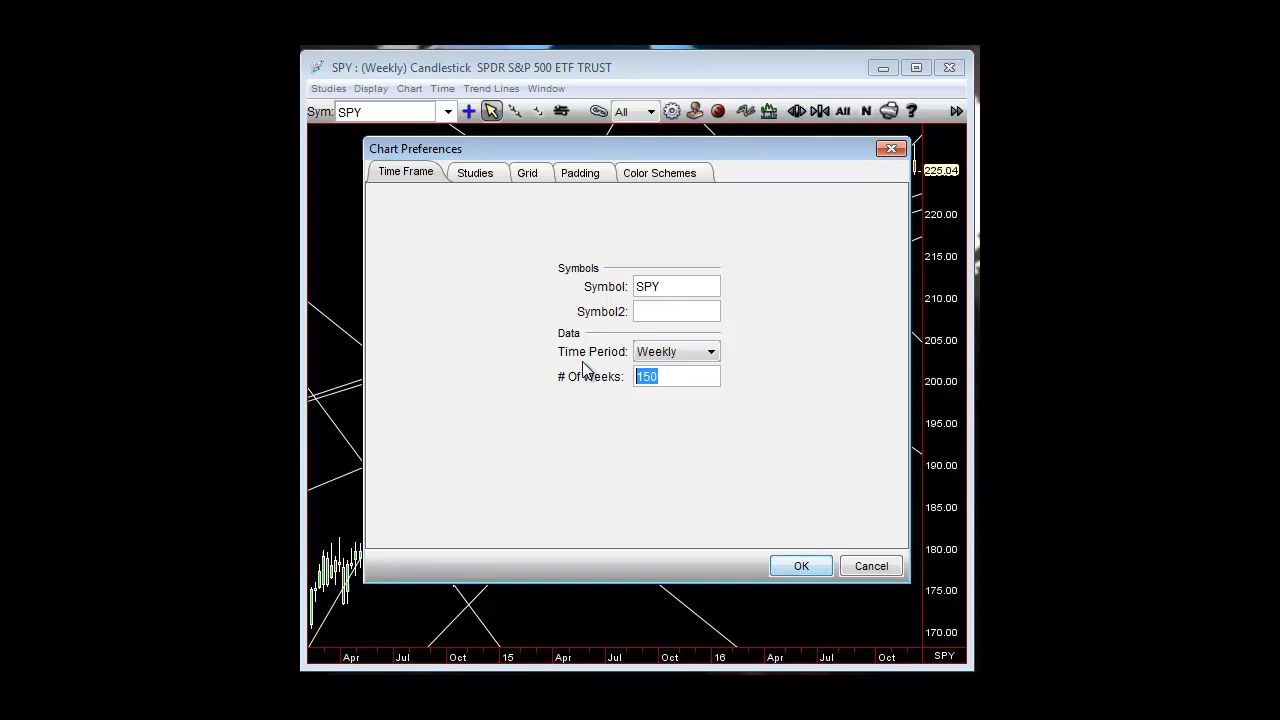 SPY : (Weekly) Candlestick SPDR S&P 500 ETF TRUST
Studies Display Chart Time Trend Lines Window
Sym: SPY All All N ?
Chart Preferences
Time Frame Studies Grid Padding Color Schemes
225.04
220.00
215.00
210.00
205.00
200.00
195.00
190.00
185.00
180.00
175.00
170.00
Symbols
Symbol: SPY
Symbol2:
Data
Time Period: Weekly
# Of Weeks: 150
OK Cancel
Apr Jul Oct 15 Apr Jul Oct 16 Apr Jul Oct SPY